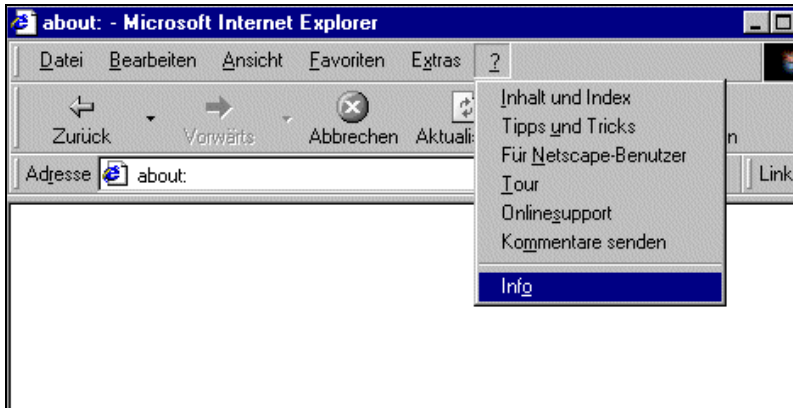 about: - Microsoft Internet Explorer
Datei Bearbeiten Ansicht Favoriten Extras ?
Zurück Vorwärts Abbrechen
Adresse about: Link
Inhalt und Index
Tipps und Tricks
Für Netscape-Benutzer
Tour
Onlinesupport
Kommentare senden
Info